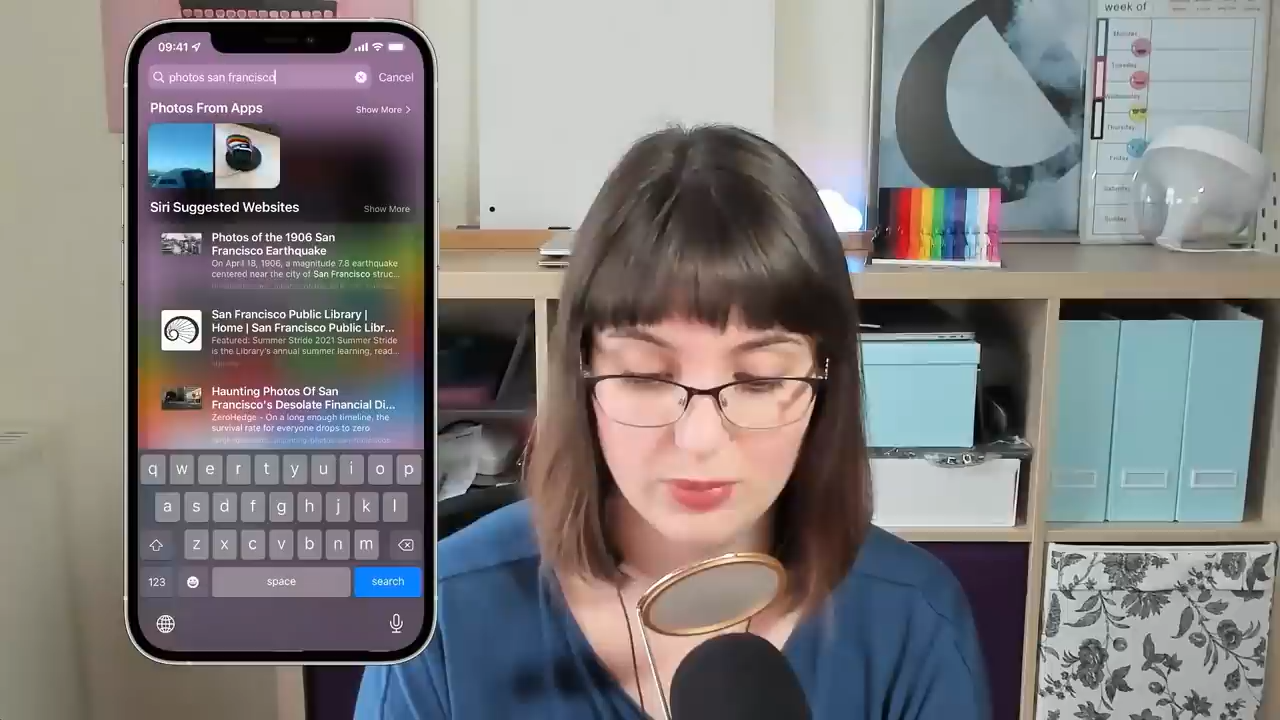 09:41
photos san francisco
Cancel
Photos From Apps
Show More
Siri Suggested Websites
Show More
Photos of the 1906 San
Francisco Earthquake
On April 18, 1906, a magnitude 7.8 earthquake
centered near the city of San Francisco struc...
San Francisco Public Library |
Home | San Francisco Public Libr...
Featured: Summer Stride 2021 Summer Stride
is the Library's annual summer learning, read...
Haunting Photos Of San
Francisco's Desolate Financial Di...
ZeroHedge - On a long enough timeline, the
survival rate for everyone drops to zero
q w e r t y u i o p
a s d f g h j k l
z x c v b n m
123
space
search
week of
Monday
Tuesday
Wednesday
Thursday
Friday
Saturday
Sunday